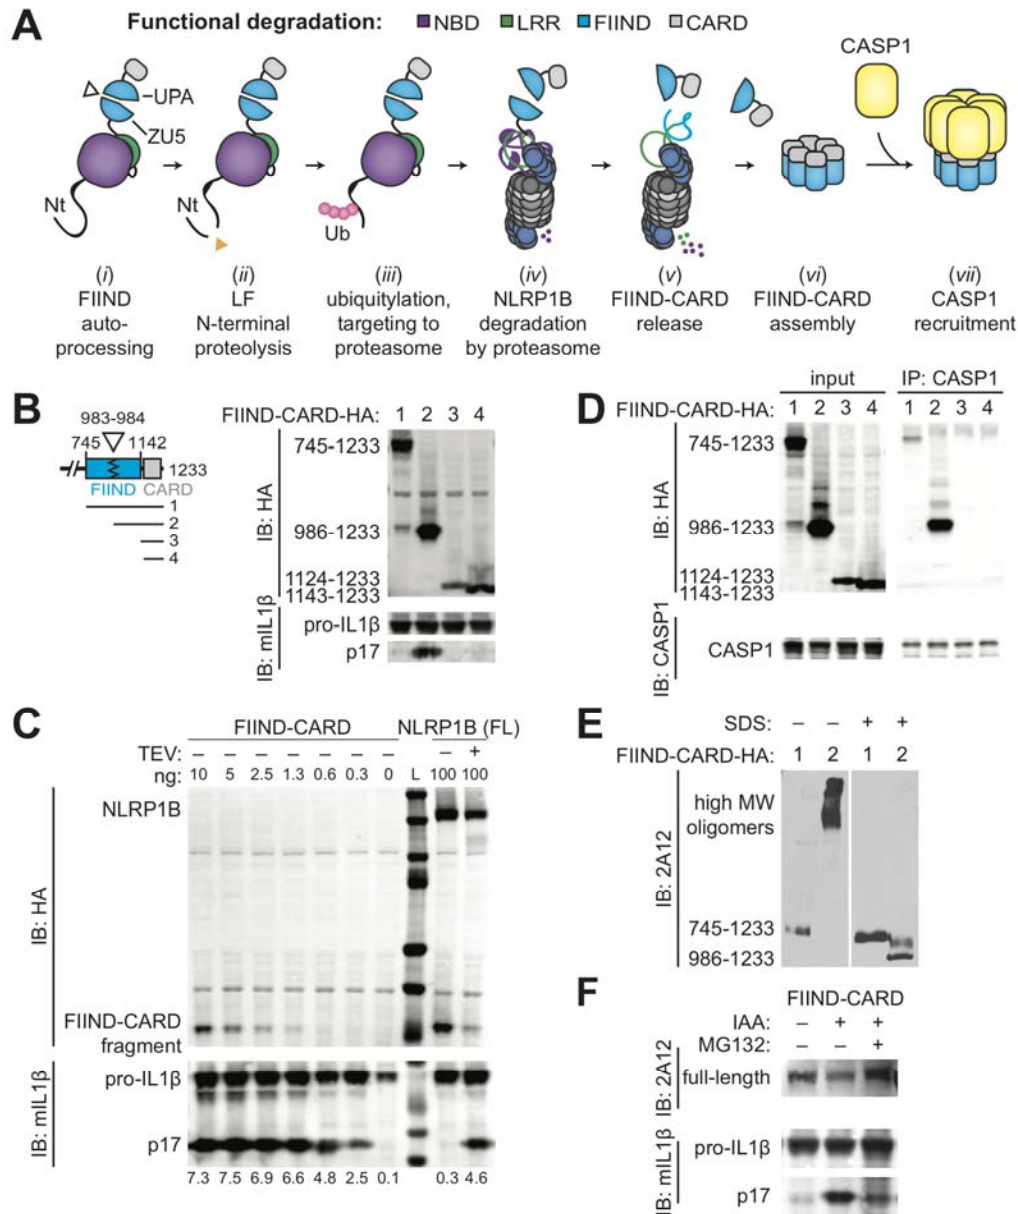 A
Functional degradation: NBD LRR FIIND CARD
CASP1
UPA
ZU5
Nt
Nt
Ub
(i)
FIIND
auto-
processing
(ii)
LF
N-terminal
proteolysis
(iii)
ubiquitylation,
targeting to
proteasome
(iv)
NLRP1B
degradation
by proteasome
(v)
FIIND-CARD
release
(vi)
FIIND-CARD
assembly
(vii)
CASP1
recruitment
B
983-984
745 1142
1233
FIIND CARD
1
2
3
4
FIIND-CARD-HA: 1 2 3 4
IB: HA
745-1233
986-1233
1124-1233
1143-1233
IB: mIL1β
pro-IL1β
p17
C
FIIND-CARD NLRP1B (FL)
TEV: – – – – – – – – +
ng: 10 5 2.5 1.3 0.6 0.3 0 L 100 100
IB: HA
NLRP1B
FIIND-CARD
fragment
IB: mIL1β
pro-IL1β
p17
7.3 7.5 6.9 6.6 4.8 2.5 0.1 0.3 4.6
D
input IP: CASP1
FIIND-CARD-HA: 1 2 3 4 1 2 3 4
IB: HA
745-1233
986-1233
1124-1233
1143-1233
IB: CASP1
CASP1
E
SDS: – – + +
FIIND-CARD-HA: 1 2 1 2
IB: 2A12
high MW
oligomers
745-1233
986-1233
F
FIIND-CARD
IAA: – + +
MG132: – – +
IB: 2A12
full-length
IB: mIL1β
pro-IL1β
p17